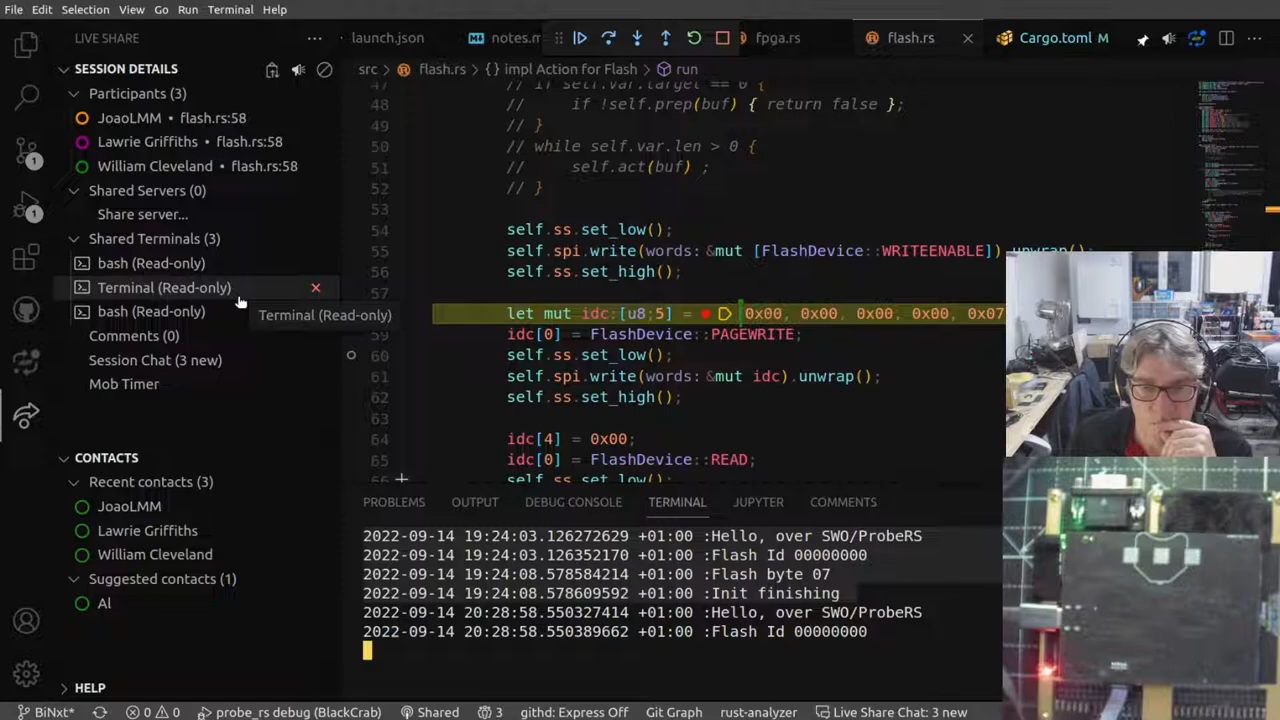 File Edit Selection View Go Run Terminal Help
LIVE SHARE
SESSION DETAILS
Participants (3)
JoaoLMM • flash.rs:58
Lawrie Griffiths • flash.rs:58
William Cleveland • flash.rs:58
Shared Servers (0)
Share server...
Shared Terminals (3)
bash (Read-only)
Terminal (Read-only)
Terminal (Read-only)
bash (Read-only)
Comments (0)
Session Chat (3 new)
Mob Timer
CONTACTS
Recent contacts (3)
JoaoLMM
Lawrie Griffiths
William Cleveland
Suggested contacts (1)
Al
HELP
launch.json notes.m fpga.rs flash.rs Cargo.toml M
src > flash.rs > {} impl Action for Flash > run
47 // if self.var.target == 0 {
48 // if !self.prep(buf) { return false };
49 // }
50 // while self.var.len > 0 {
51 // self.act(buf) ;
52 // }
53
54 self.ss.set_low();
55 self.spi.write(words: &mut [FlashDevice::WRITEENABLE]).unwrap();
56 self.ss.set_high();
57
let mut idc:[u8;5] = 0x00, 0x00, 0x00, 0x00, 0x07
idc[0] = FlashDevice::PAGEWRITE;
60 self.ss.set_low();
61 self.spi.write(words: &mut idc).unwrap();
62 self.ss.set_high();
63
64 idc[4] = 0x00;
65 idc[0] = FlashDevice::READ;
66 self.ss.set_low();
PROBLEMS OUTPUT DEBUG CONSOLE TERMINAL JUPYTER COMMENTS
2022-09-14 19:24:03.126272629 +01:00 :Hello, over SWO/ProbeRS
2022-09-14 19:24:03.126352170 +01:00 :Flash Id 00000000
2022-09-14 19:24:08.578584214 +01:00 :Flash byte 07
2022-09-14 19:24:08.578609592 +01:00 :Init finishing
2022-09-14 20:28:58.550327414 +01:00 :Hello, over SWO/ProbeRS
2022-09-14 20:28:58.550389662 +01:00 :Flash Id 00000000
BiNxt* 0 0 probe_rs debug (BlackCrab) Shared 3 githd: Express Off Git Graph rust-analyzer Live Share Chat: 3 new